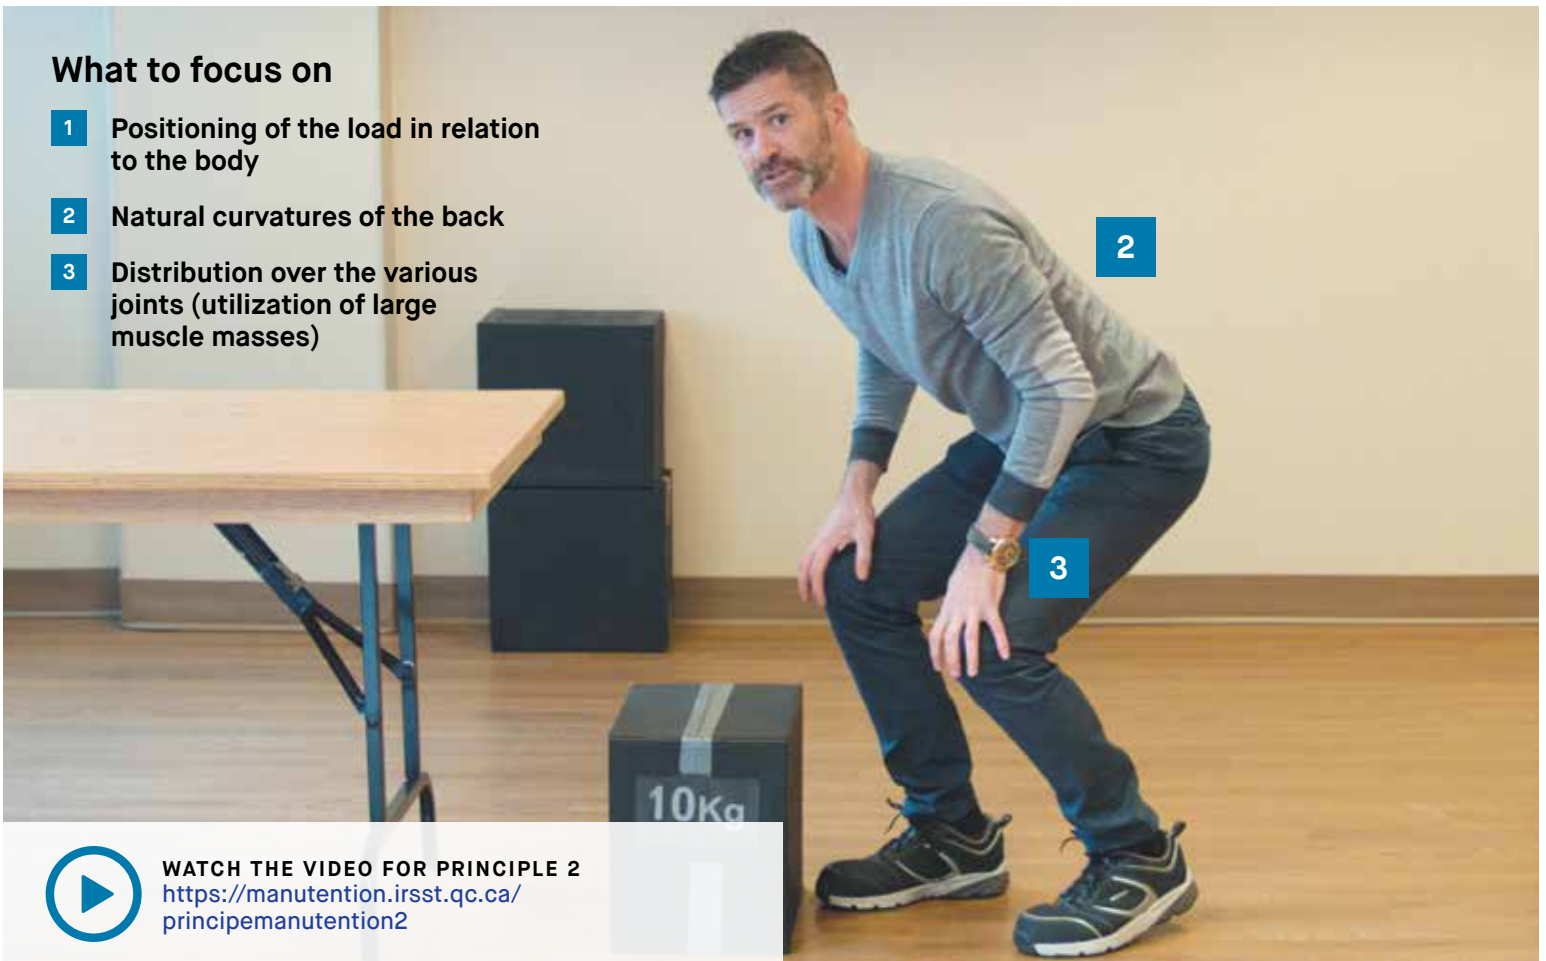 What to focus on
1 Positioning of the load in relation
to the body
2 Natural curvatures of the back
3 Distribution over the various
joints (utilization of large
muscle masses)
2
3
10Kg
WATCH THE VIDEO FOR PRINCIPLE 2
https://manutention.irsst.qc.ca/
principemanutention2